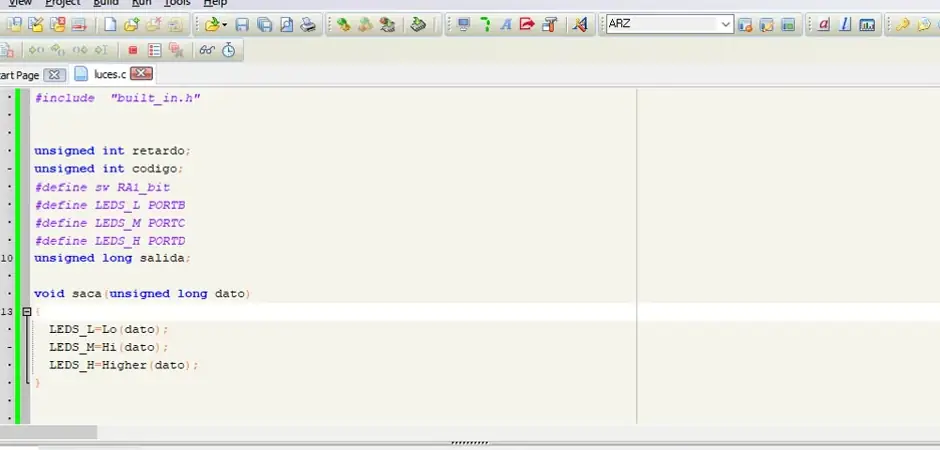 View Project Build Run Tools Help
ARZ
Start Page luces.c
#include "built_in.h"
unsigned int retardo;
unsigned int codigo;
#define sw RA1_bit
#define LEDS_L PORTB
#define LEDS_M PORTC
#define LEDS_H PORTD
10 unsigned long salida;
void saca(unsigned long dato)
13 {
LEDS_L=Lo(dato);
LEDS_M=Hi(dato);
LEDS_H=Higher(dato);
}